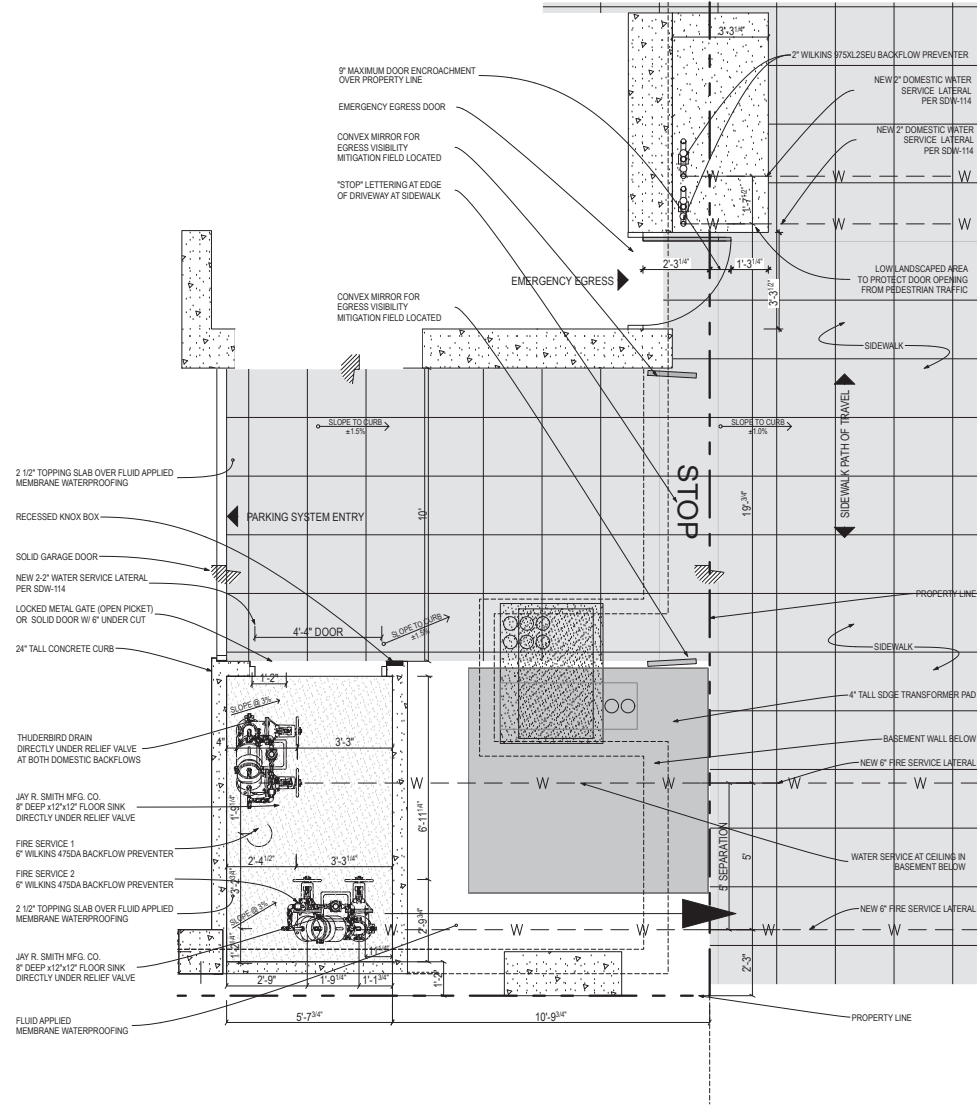 3'-3 1/4"
2" WILKINS 975XL2SEU BACKFLOW PREVENTER
9" MAXIMUM DOOR ENCROACHMENT
OVER PROPERTY LINE
NEW 2" DOMESTIC WATER
SERVICE LATERAL
PER SDW-114
EMERGENCY EGRESS DOOR
CONVEX MIRROR FOR
EGRESS VISIBILITY
MITIGATION FIELD LOCATED
NEW 2" DOMESTIC WATER
SERVICE LATERAL
PER SDW-114
W W W
"STOP" LETTERING AT EDGE
OF DRIVEWAY AT SIDEWALK
1'-7 1/2"
W W W
2'-3 1/4"
1'-3 1/4"
EMERGENCY EGRESS
3'-3 1/2"
LOW LANDSCAPED AREA
TO PROTECT DOOR OPENING
FROM PEDESTRIAN TRAFFIC
CONVEX MIRROR FOR
EGRESS VISIBILITY
MITIGATION FIELD LOCATED
SIDEWALK
SLOPE TO CURB
±1.5%
SLOPE TO CURB
±1.0%
SIDEWALK PATH OF TRAVEL
2 1/2" TOPPING SLAB OVER FLUID APPLIED
MEMBRANE WATERPROOFING
STOP
19' 3/4"
10'
RECESSED KNOX BOX
PARKING SYSTEM ENTRY
SOLID GARAGE DOOR
NEW 2-2" WATER SERVICE LATERAL
PER SDW-114
PROPERTY LINE
LOCKED METAL GATE (OPEN PICKET)
OR SOLID DOOR W/ 6" UNDER CUT
4'-4" DOOR
SLOPE TO CURB
±1.5%
24" TALL CONCRETE CURB
SIDEWALK
1'-2"
SLOPE @ 3%
4" TALL SDGE TRANSFORMER PAD
THUDERBIRD DRAIN
DIRECTLY UNDER RELIEF VALVE
AT BOTH DOMESTIC BACKFLOWS
4"
3'-3"
BASEMENT WALL BELOW
NEW 6" FIRE SERVICE LATERAL
W W W W W
JAY R. SMITH MFG. CO.
8" DEEP x12"x12" FLOOR SINK
DIRECTLY UNDER RELIEF VALVE
1'-9 1/4"
6'-11 1/4"
FIRE SERVICE 1
6" WILKINS 475DA BACKFLOW PREVENTER
2'-4 1/2"
3'-3 1/4"
5' SEPARATION
5'
WATER SERVICE AT CEILING IN
BASEMENT BELOW
FIRE SERVICE 2
6" WILKINS 475DA BACKFLOW PREVENTER
2 1/2" TOPPING SLAB OVER FLUID APPLIED
MEMBRANE WATERPROOFING
SLOPE @ 3%
2'-9 3/4"
NEW 6" FIRE SERVICE LATERAL
W W W W W
JAY R. SMITH MFG. CO.
8" DEEP x12"x12" FLOOR SINK
DIRECTLY UNDER RELIEF VALVE
2'-3"
1'-2"
2'-9"
1'-9 1/4"
1'-1 3/4"
FLUID APPLIED
MEMBRANE WATERPROOFING
5'-7 3/4"
10'-9 3/4"
PROPERTY LINE